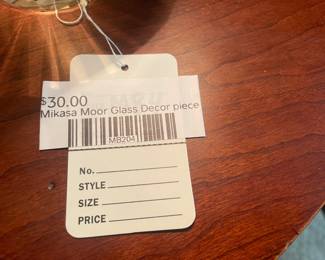 $30.00
Mikasa Moor Glass Decor piece
MB204
No.
STYLE
SIZE
PRICE